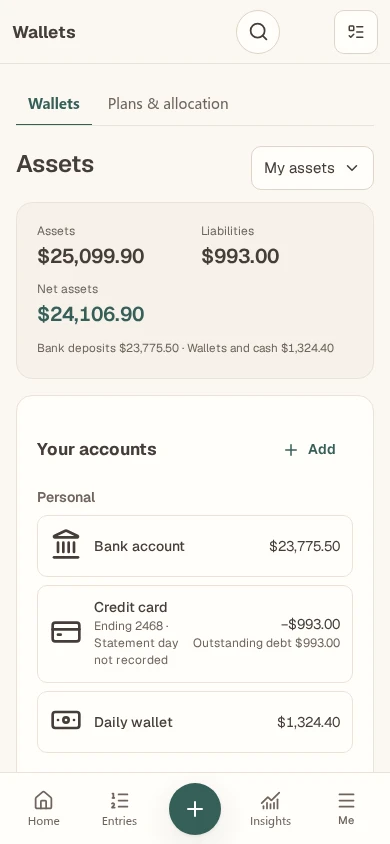 Wallets
Wallets
Plans & allocation
Assets
My assets
Assets
Liabilities
$25,099.90
$993.00
Net assets
$24,106.90
Bank deposits $23,775.50 · Wallets and cash $1,324.40
Your accounts
Add
Personal
Bank account
$23,775.50
Credit card
Ending 2468 ·
Statement day
not recorded
−$993.00
Outstanding debt $993.00
Daily wallet
$1,324.40
Home
Entries
Insights
Me